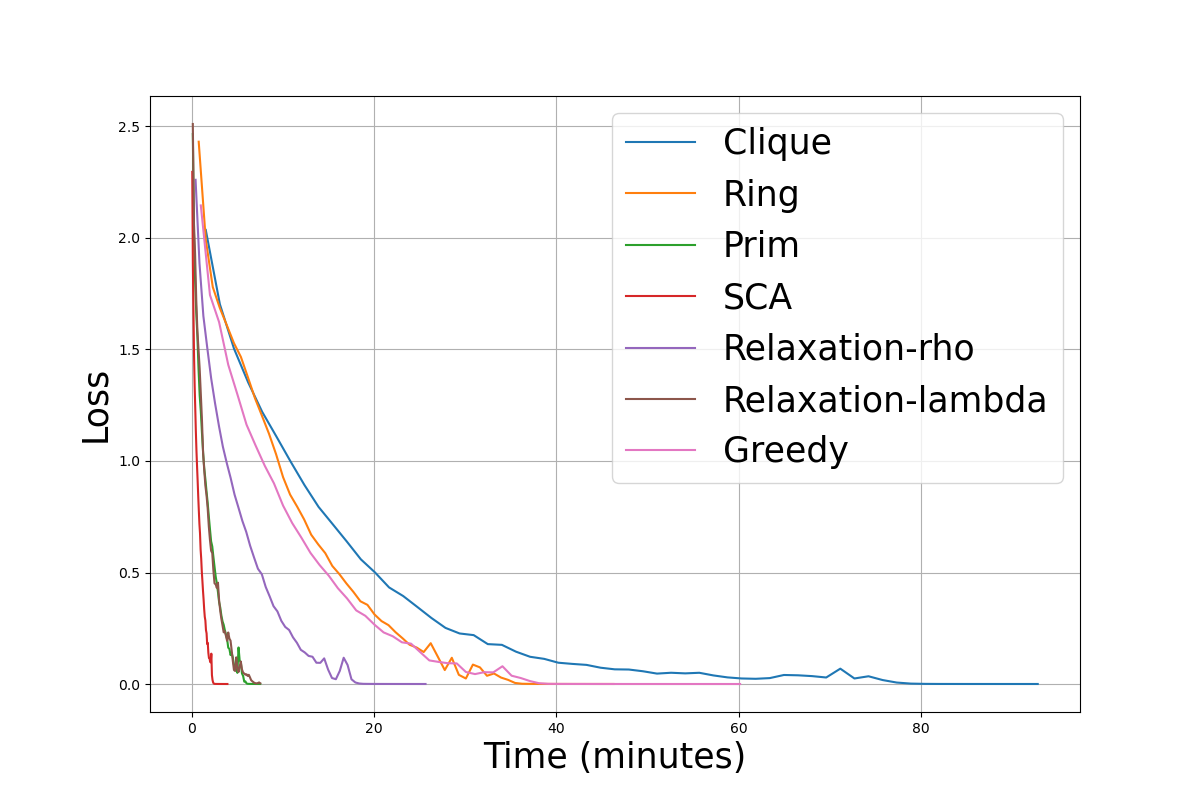 2.5
2.0
1.5
1.0
0.5
0.0
Loss
Clique
Ring
Prim
SCA
Relaxation-rho
Relaxation-lambda
Greedy
0 20 40 60 80
Time (minutes)